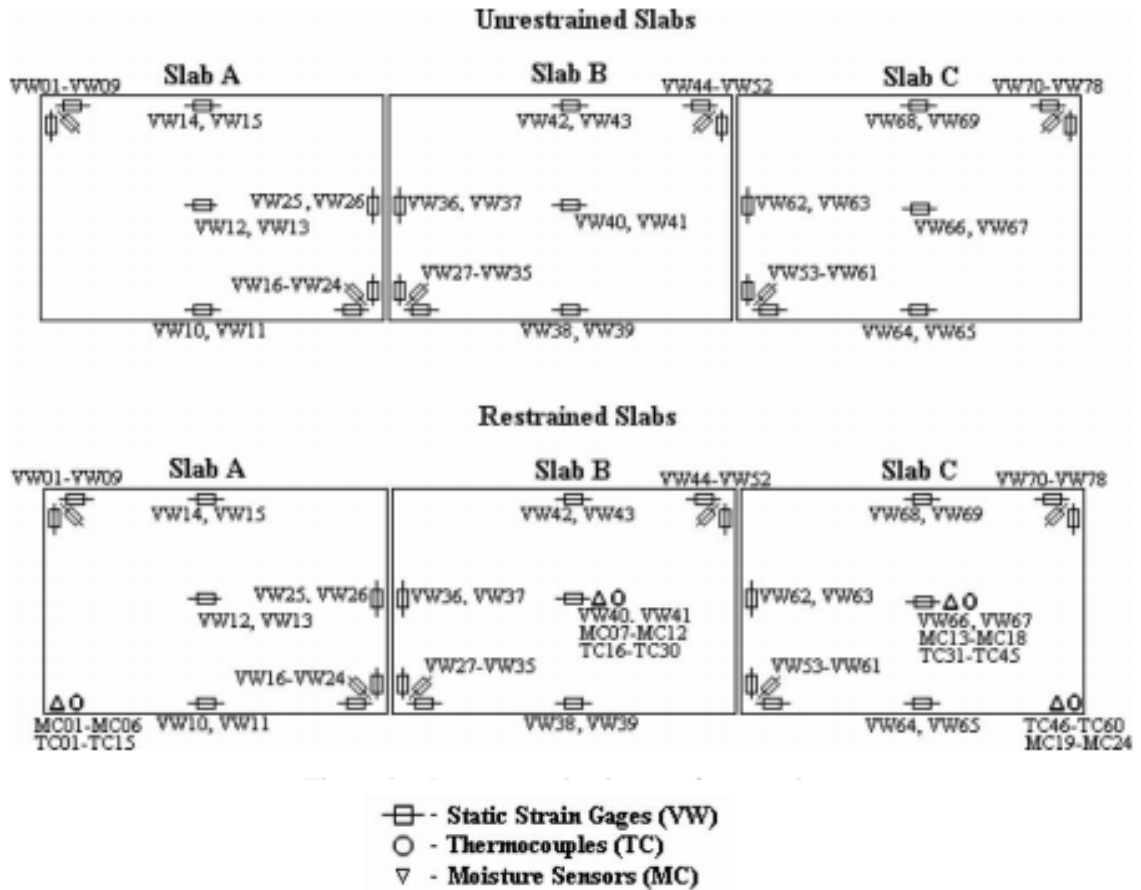 Unrestrained Slabs
Slab A
Slab B
Slab C
VW01-VW09
VW44-VW52
VW70-VW78
VW14, VW15
VW42, VW43
VW68, VW69
VW25, VW26
VW36, VW37
VW62, VW63
VW12, VW13
VW40, VW41
VW66, VW67
VW16-VW24
VW27-VW35
VW53-VW61
VW10, VW11
VW38, VW39
VW64, VW65
Restrained Slabs
Slab A
Slab B
Slab C
VW01-VW09
VW44-VW52
VW70-VW78
VW14, VW15
VW42, VW43
VW68, VW69
VW25, VW26
VW36, VW37
VW62, VW63
VW12, VW13
VW40, VW41
MC07-MC12
TC16-TC30
VW66, VW67
MC13-MC18
TC31-TC45
VW16-VW24
VW27-VW35
VW53-VW61
MC01-MC06
TC01-TC15
VW10, VW11
VW38, VW39
VW64, VW65
TC46-TC60
MC19-MC24
- Static Strain Gages (VW)
- Thermocouples (TC)
- Moisture Sensors (MC)